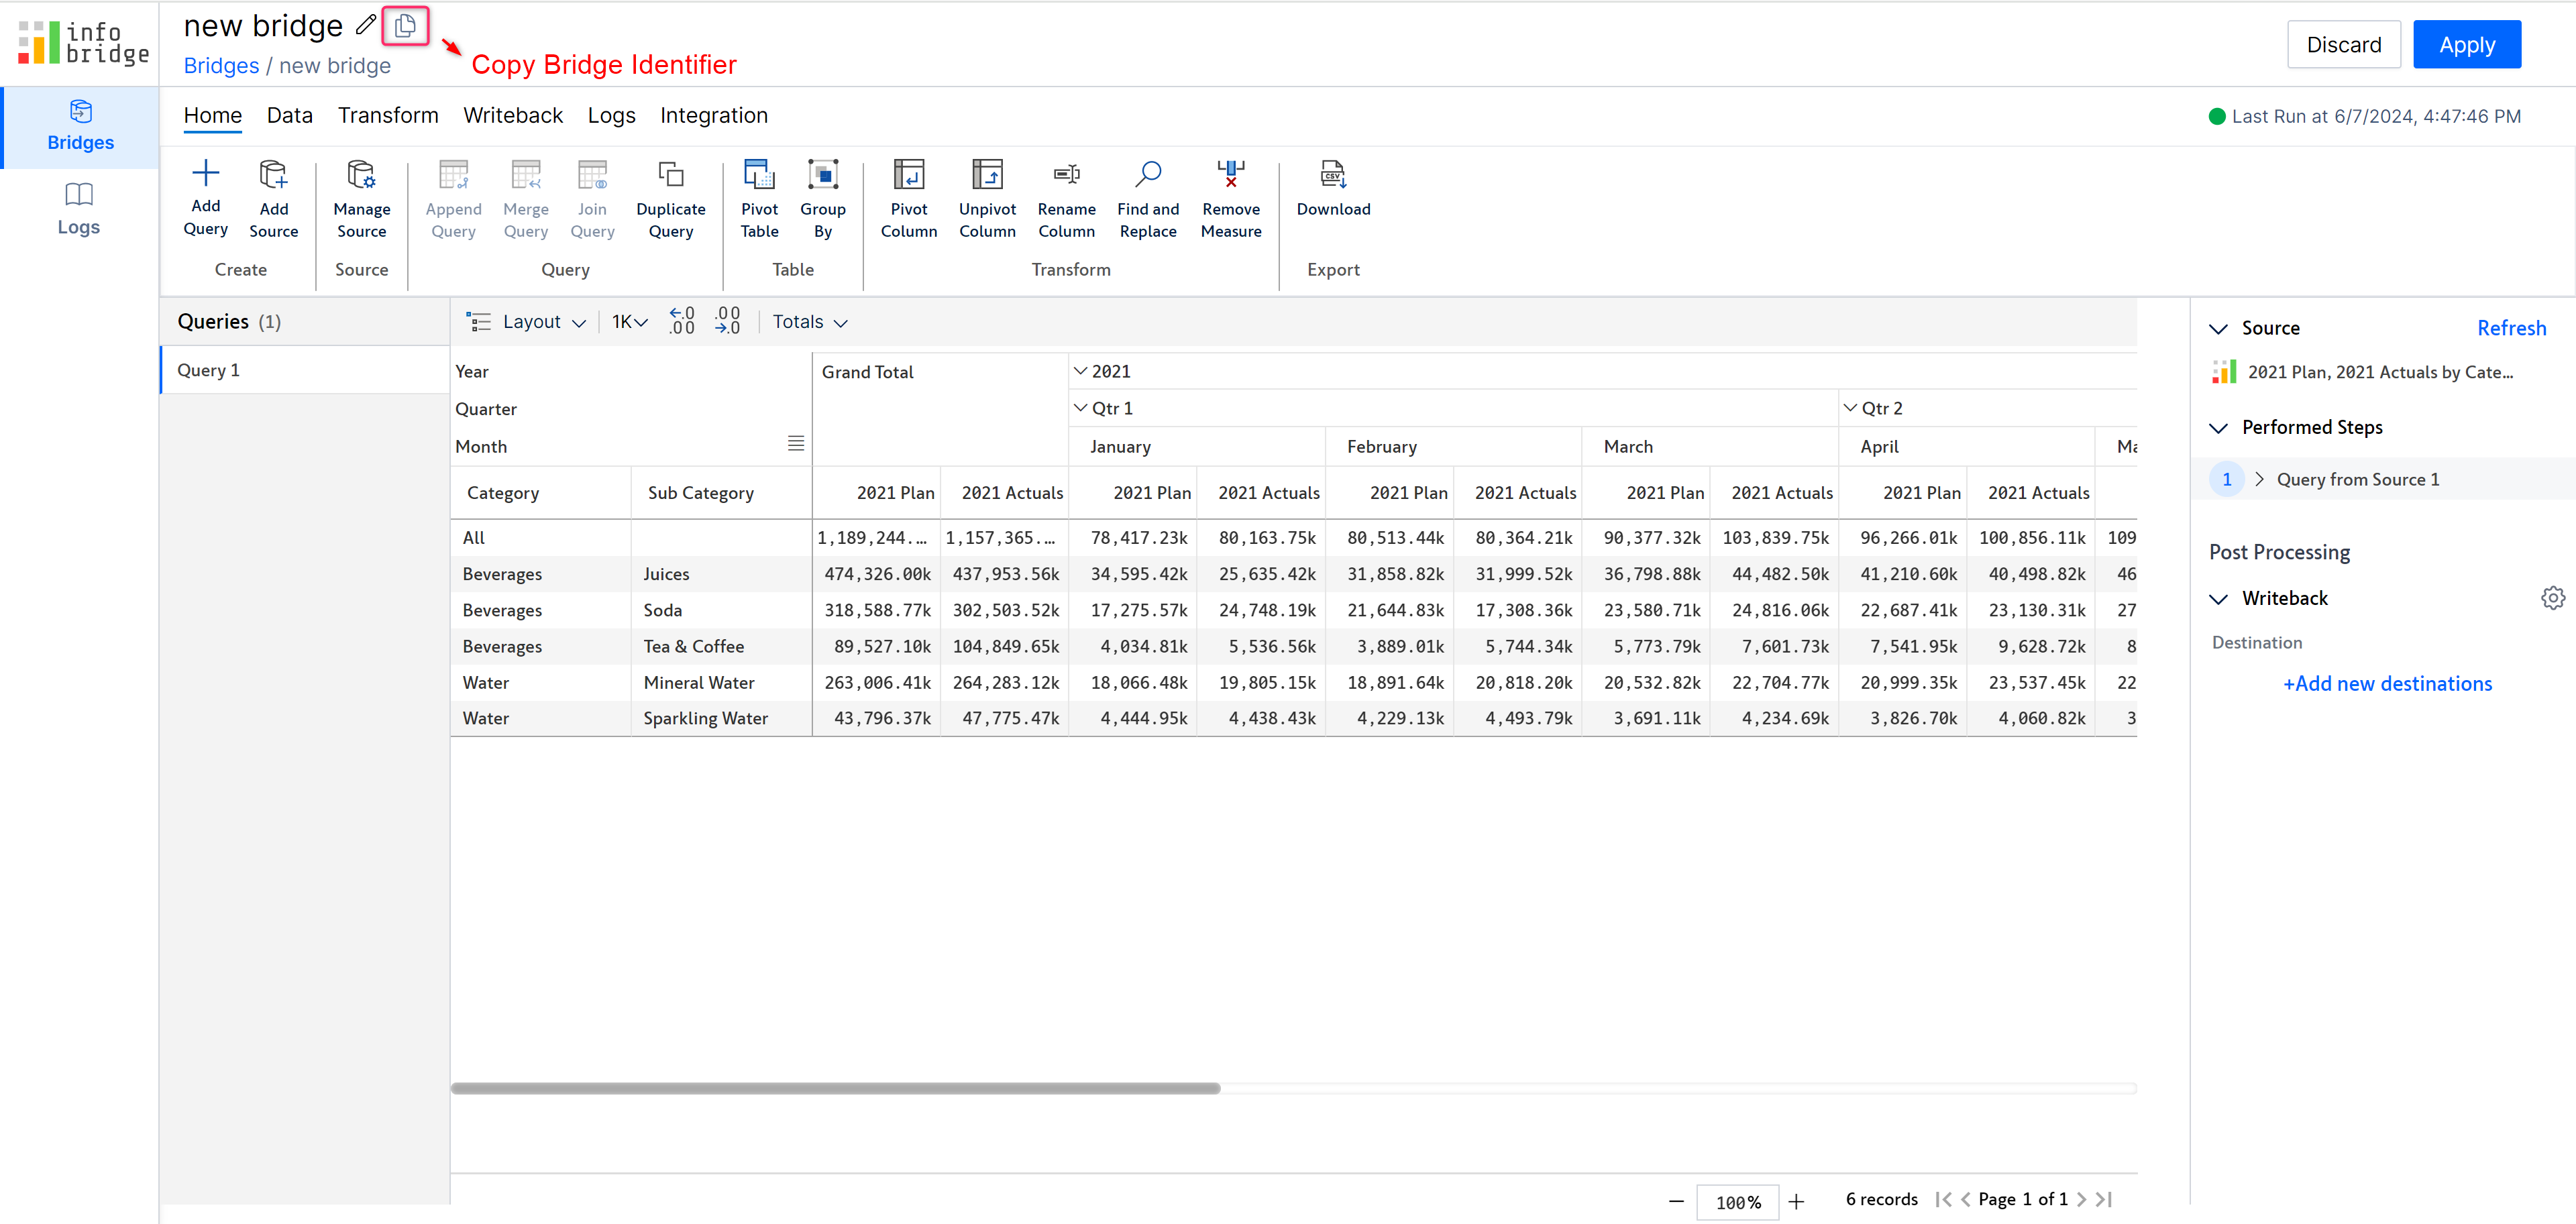 info
bridge
new bridge
Bridges / new bridge
Copy Bridge Identifier
Discard
Apply
Bridges
Logs
Home Data Transform Writeback Logs Integration
Last Run at 6/7/2024, 4:47:46 PM
Add Query
Add Source
Create
Manage Source
Source
Append Query
Merge Query
Join Query
Duplicate Query
Query
Pivot Table
Group By
Table
Pivot Column
Unpivot Column
Rename Column
Find and Replace
Remove Measure
Transform
CSV
Download
Export
Queries (1)
Query 1
Layout 1K .0 .00 .00 .0 Totals
Year Grand Total 2021
Quarter Qtr 1 Qtr 2
Month January February March April Ma
Category Sub Category 2021 Plan 2021 Actuals 2021 Plan 2021 Actuals 2021 Plan 2021 Actuals 2021 Plan 2021 Actuals 2021 Plan 2021 Actuals
All 1,189,244.... 1,157,365.... 78,417.23k 80,163.75k 80,513.44k 80,364.21k 90,377.32k 103,839.75k 96,266.01k 100,856.11k 109
Beverages Juices 474,326.00k 437,953.56k 34,595.42k 25,635.42k 31,858.82k 31,999.52k 36,798.88k 44,482.50k 41,210.60k 40,498.82k 46
Beverages Soda 318,588.77k 302,503.52k 17,275.57k 24,748.19k 21,644.83k 17,308.36k 23,580.71k 24,816.06k 22,687.41k 23,130.31k 27
Beverages Tea & Coffee 89,527.10k 104,849.65k 4,034.81k 5,536.56k 3,889.01k 5,744.34k 5,773.79k 7,601.73k 7,541.95k 9,628.72k 8
Water Mineral Water 263,006.41k 264,283.12k 18,066.48k 19,805.15k 18,891.64k 20,818.20k 20,532.82k 22,704.77k 20,999.35k 23,537.45k 22
Water Sparkling Water 43,796.37k 47,775.47k 4,444.95k 4,438.43k 4,229.13k 4,493.79k 3,691.11k 4,234.69k 3,826.70k 4,060.82k 3
Source Refresh
2021 Plan, 2021 Actuals by Cate...
Performed Steps
1 Query from Source 1
Post Processing
Writeback
Destination
+Add new destinations
100% 6 records Page 1 of 1